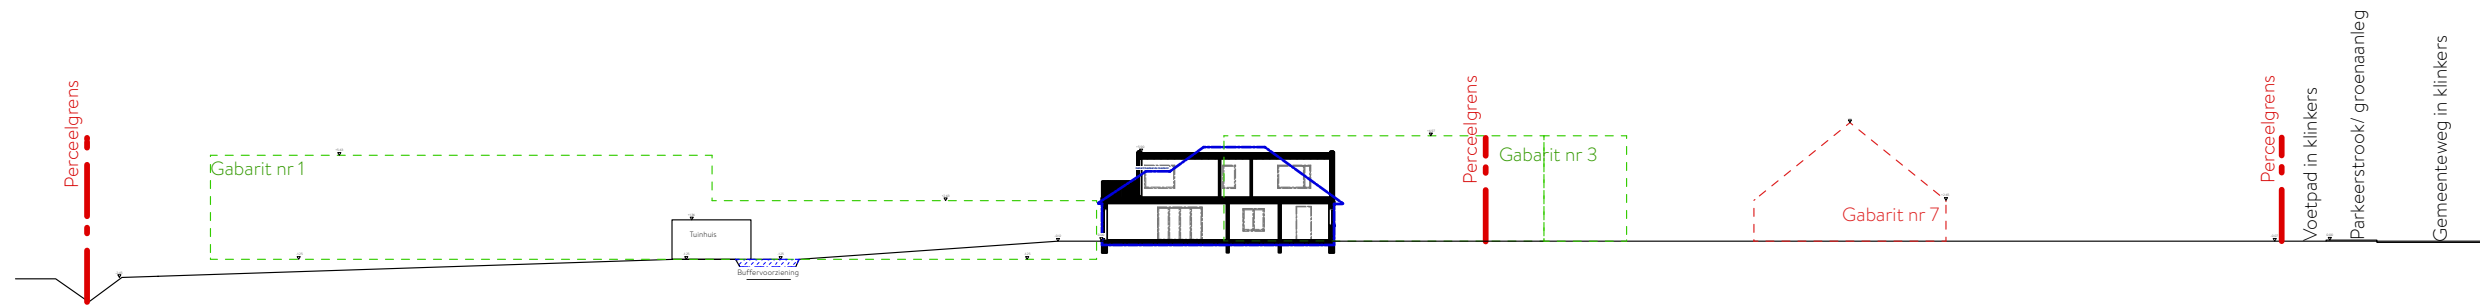 Perceelgrens
Gabarit nr 1
Tuinhuis
Buffervoorziening
Perceelgrens
Gabarit nr 3
Gabarit nr 7
Perceelgrens
Voetpad in klinkers
Parkeerstrook/ groenaanleg
Gemeenteweg in klinkers